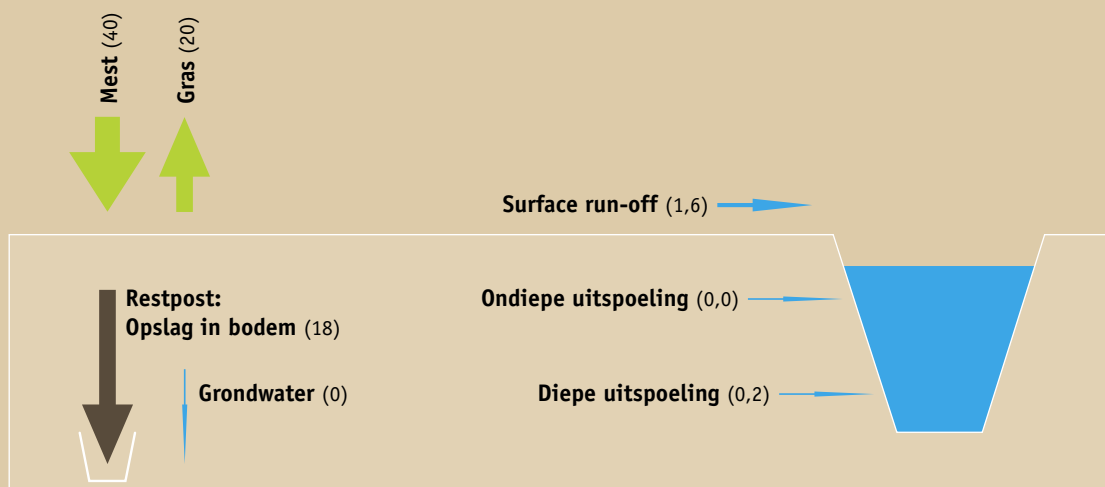 Mest (40)
Gras (20)
Surface run-off (1,6)
Restpost:
Opslag in bodem (18)
Ondiepe uitspoeling (0,0)
Grondwater (0)
Diepe uitspoeling (0,2)